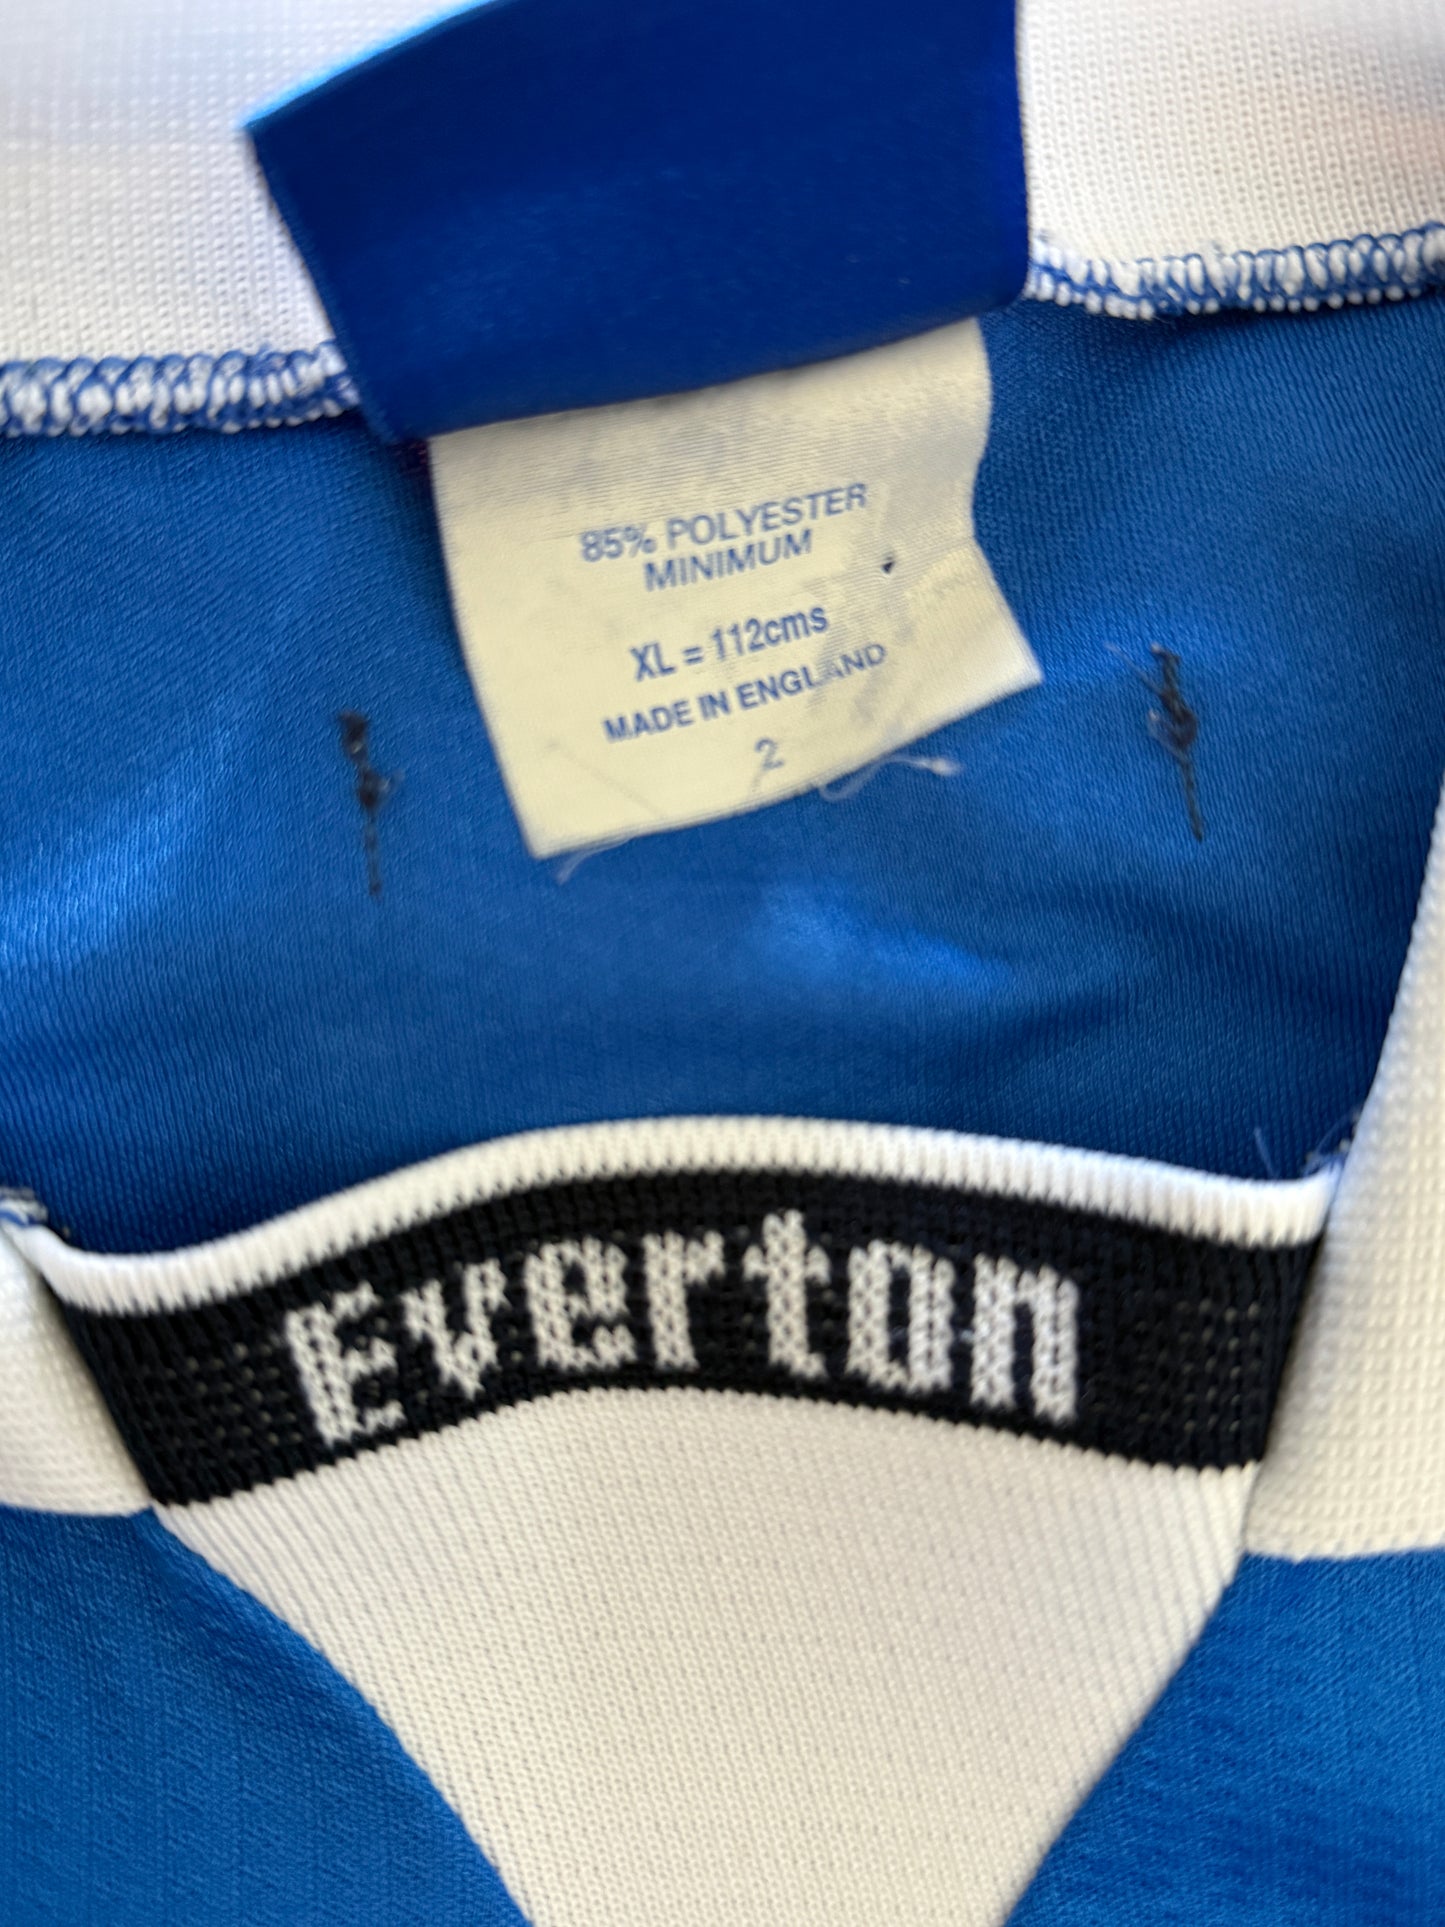 85% POLYESTER
MINIMUM
XL = 112cms
MADE IN ENGLAND
2
Everton